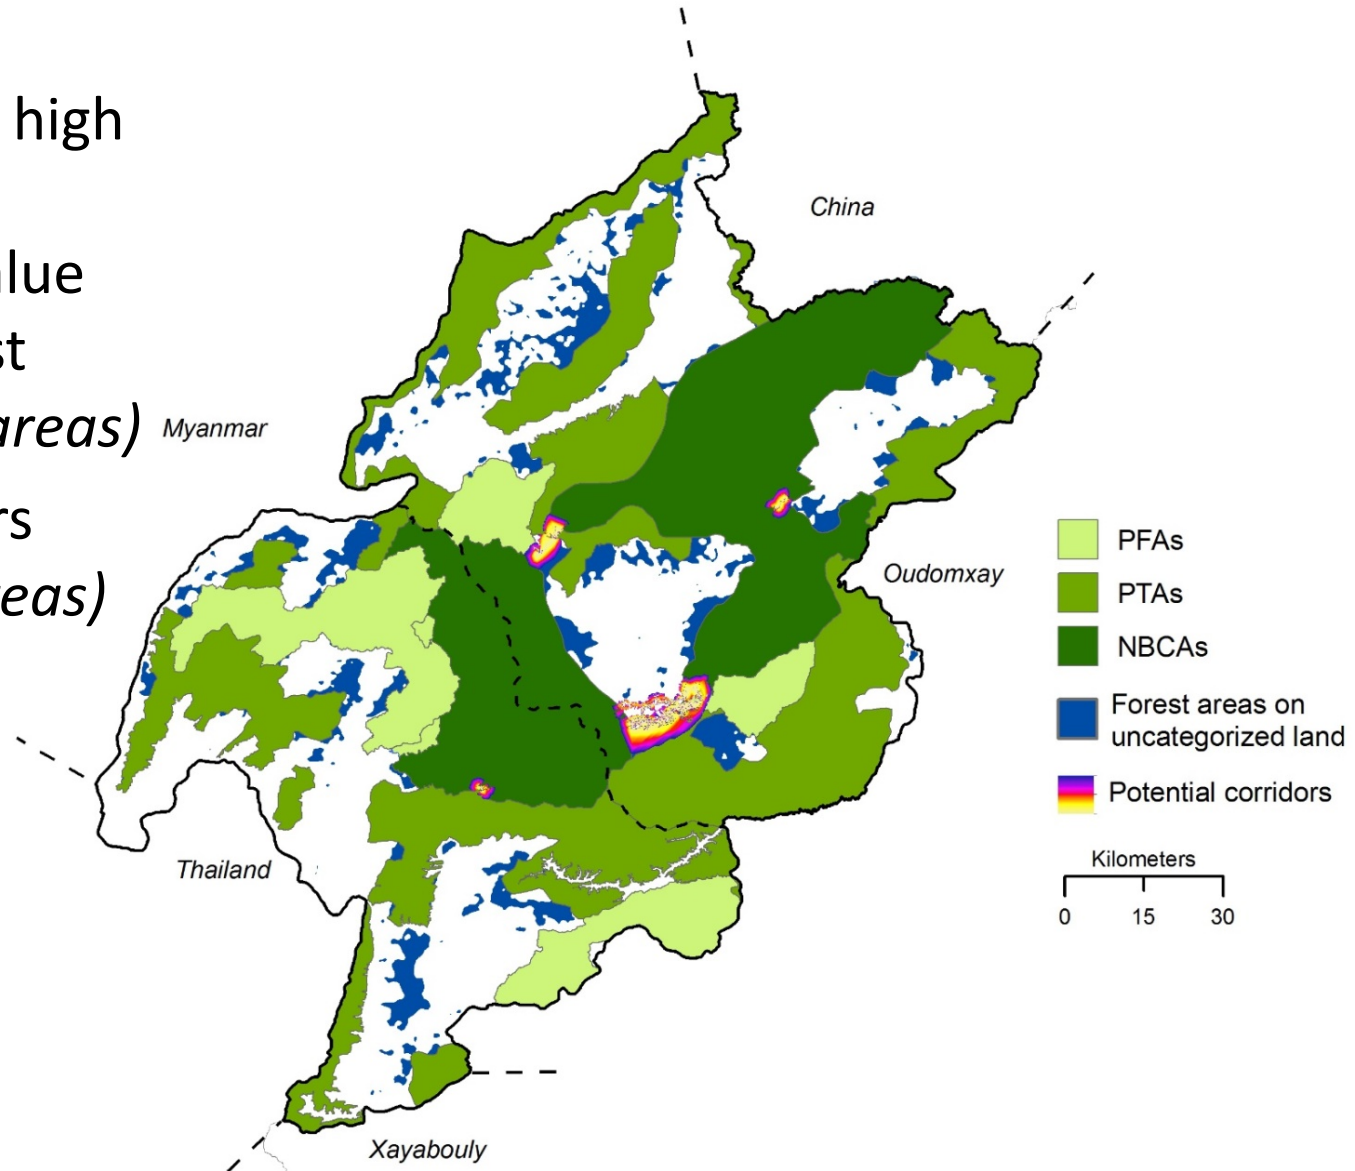 high
lue
st
areas)
rs
eas)
China
Myanmar
Oudomxay
Thailand
Xayabouly
PFAs
PTAs
NBCAs
Forest areas on
uncategorized land
Potential corridors
Kilometers
0 15 30